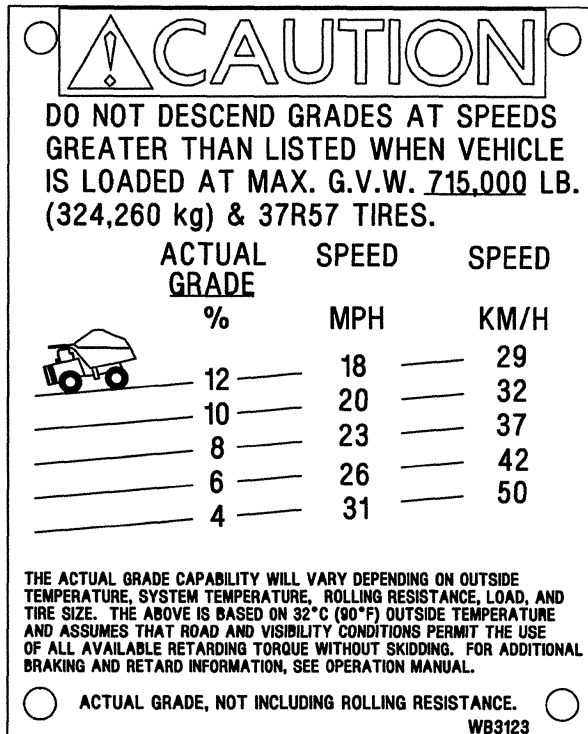 CAUTION
DO NOT DESCEND GRADES AT SPEEDS
GREATER THAN LISTED WHEN VEHICLE
IS LOADED AT MAX. G.V.W. 715,000 LB.
(324,260 kg) & 37R57 TIRES.
ACTUAL SPEED SPEED
GRADE
% MPH KM/H
12 18 29
10 20 32
8 23 37
6 26 42
4 31 50
THE ACTUAL GRADE CAPABILITY WILL VARY DEPENDING ON OUTSIDE
TEMPERATURE, SYSTEM TEMPERATURE, ROLLING RESISTANCE, LOAD, AND
TIRE SIZE. THE ABOVE IS BASED ON 32°C (90°F) OUTSIDE TEMPERATURE
AND ASSUMES THAT ROAD AND VISIBILITY CONDITIONS PERMIT THE USE
OF ALL AVAILABLE RETARDING TORQUE WITHOUT SKIDDING. FOR ADDITIONAL
BRAKING AND RETARD INFORMATION, SEE OPERATION MANUAL.
ACTUAL GRADE, NOT INCLUDING ROLLING RESISTANCE.
WB3123